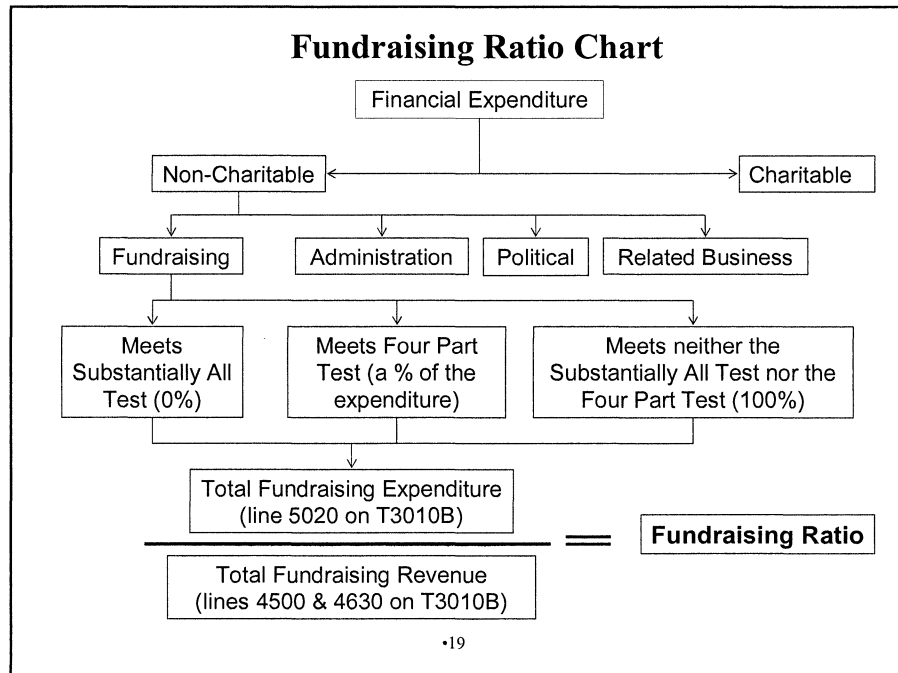 Fundraising Ratio Chart
Financial Expenditure
Non-Charitable
Charitable
Fundraising
Administration
Political
Related Business
Meets
Substantially All
Test (0%)
Meets Four Part
Test (a % of the
expenditure)
Meets neither the
Substantially All Test nor the
Four Part Test (100%)
Total Fundraising Expenditure
(line 5020 on T3010B)
=
Fundraising Ratio
Total Fundraising Revenue
(lines 4500 & 4630 on T3010B)
•19